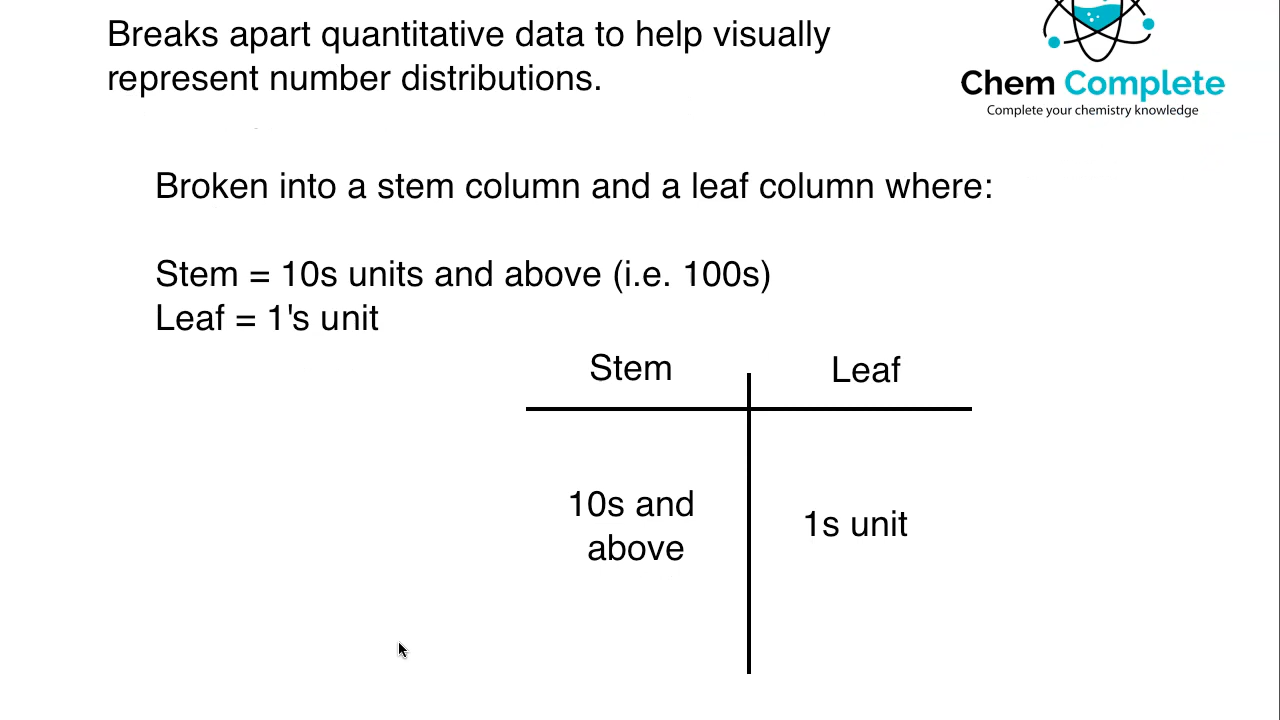 Breaks apart quantitative data to help visually
represent number distributions.
Chem Complete
Complete your chemistry knowledge
Broken into a stem column and a leaf column where:
Stem = 10s units and above (i.e. 100s)
Leaf = 1's unit
Stem Leaf
10s and
above
1s unit